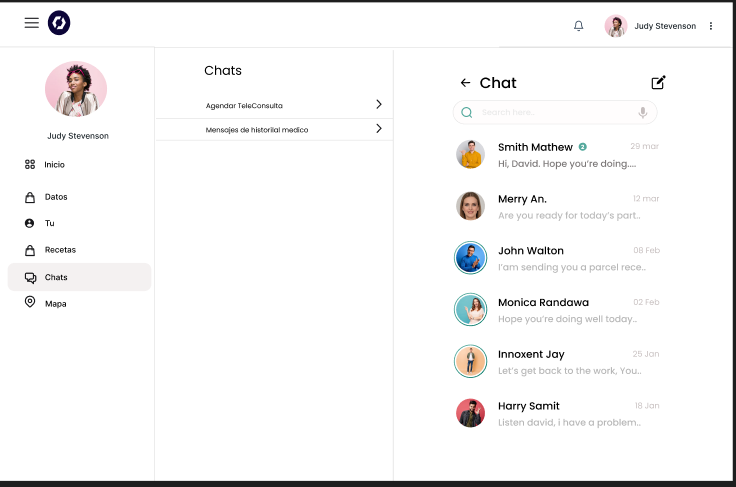 Judy Stevenson
Judy Stevenson
Inicio
Datos
Tu
Recetas
Chats
Mapa
Chats
Agendar TeleConsulta
Mensajes de historilal medico
Chat
Search here..
Smith Mathew 2 29 mar
Hi, David. Hope you're doing....
Merry An. 12 mar
Are you ready for today's part..
John Walton 08 Feb
I'am sending you a parcel rece..
Monica Randawa 02 Feb
Hope you're doing well today..
Innoxent Jay 25 Jan
Let's get back to the work, You..
Harry Samit 18 Jan
Listen david, i have a problem..